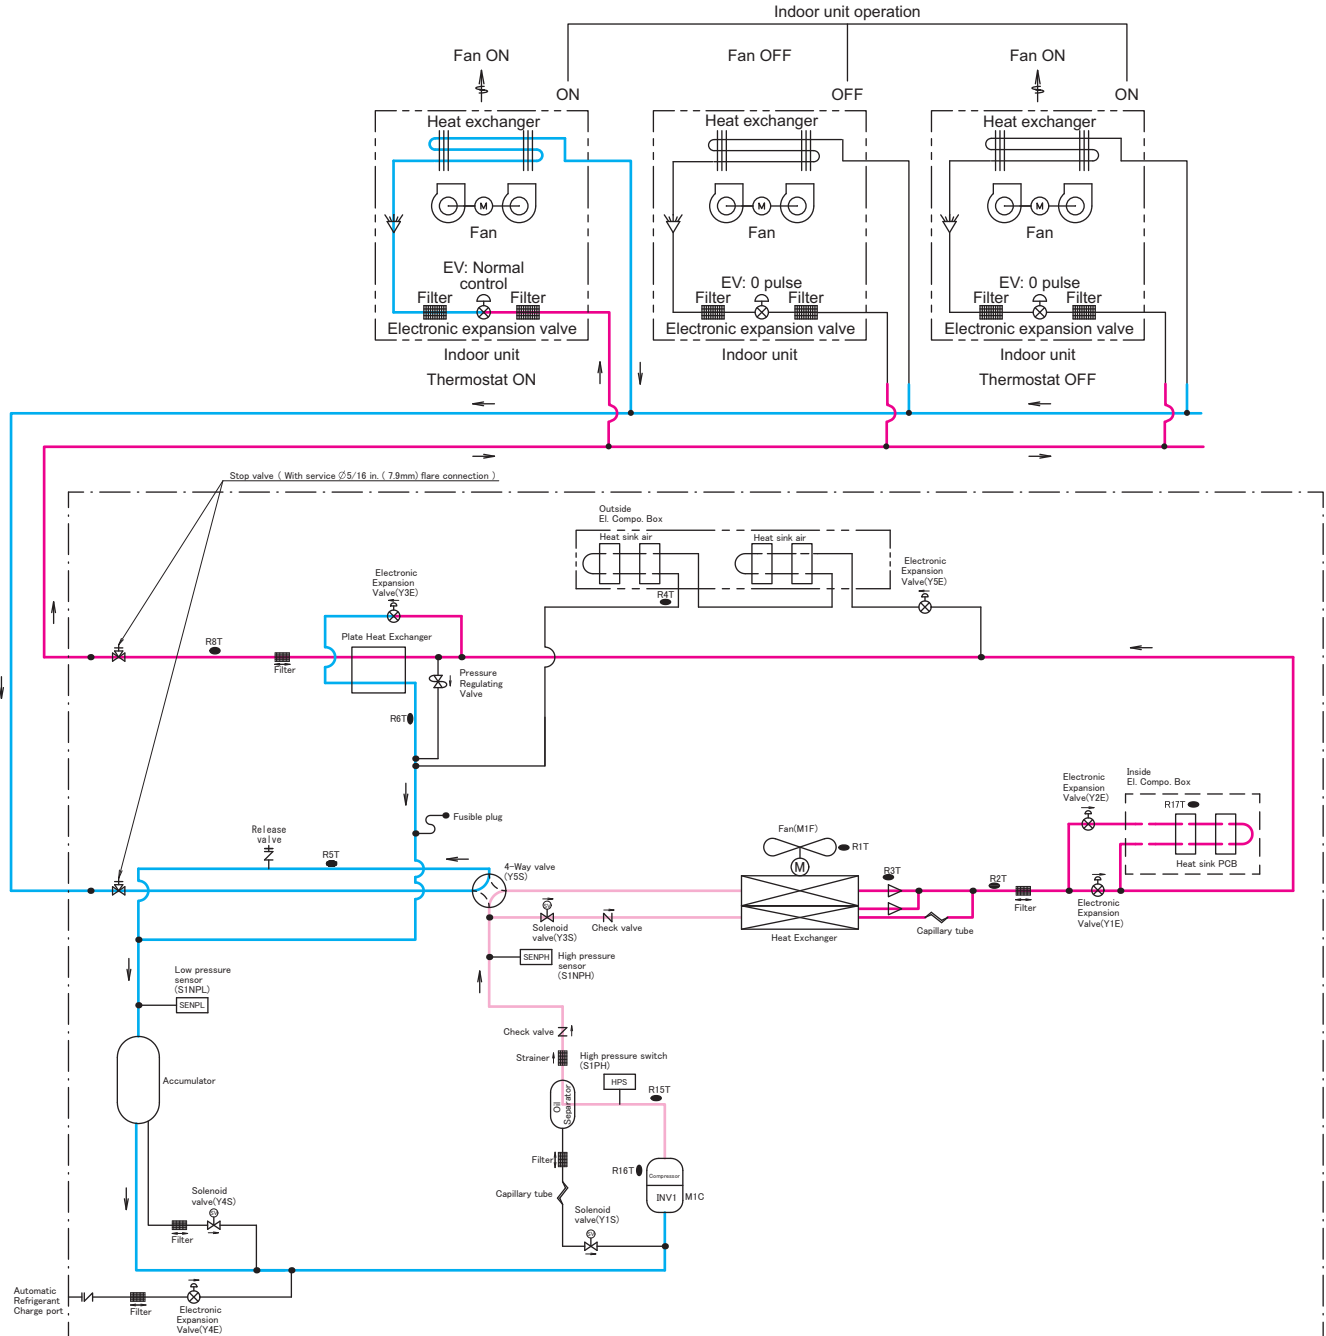 Indoor unit operation
Fan ON
Fan OFF
Fan ON
ON
OFF
ON
Heat exchanger
Heat exchanger
Heat exchanger
M
M
M
Fan
Fan
Fan
EV: Normal
control
EV: 0 pulse
EV: 0 pulse
Filter
Filter
Filter
Filter
Filter
Filter
Electronic expansion valve
Electronic expansion valve
Electronic expansion valve
Indoor unit
Indoor unit
Indoor unit
Thermostat ON
Thermostat OFF
Stop valve ( With service ∅5/16 in. ( 7.9mm) flare connection )
Outside
El. Compo. Box
Heat sink air
Heat sink air
Electronic
Expansion
Valve(Y3E)
Electronic
Expansion
Valve(Y5E)
R4T
R8T
Plate Heat Exchanger
Filter
Pressure
Regulating
Valve
R6T
Fusible plug
Release
valve
R5T
4-Way valve
(Y5S)
Fan(M1F)
R1T
M
R3T
R2T
Electronic
Expansion
Valve(Y2E)
Inside
El. Compo. Box
R17T
Heat sink PCB
Filter
Electronic
Expansion
Valve(Y1E)
SV
Solenoid
valve(Y3S)
Check valve
Heat Exchanger
Capillary tube
SENPH
High pressure
sensor
(S1NPH)
Low pressure
sensor
(S1NPL)
SENPL
Check valve
Strainer
High pressure switch
(S1PH)
HPS
R15T
Accumulator
Oil
Separator
Filter
R16T
Compressor
INV1
M1C
Capillary tube
Solenoid
valve(Y1S)
SV
Solenoid
valve(Y4S)
SV
Filter
Automatic
Refrigerant
Charge port
Filter
Electronic
Expansion
Valve(Y4E)